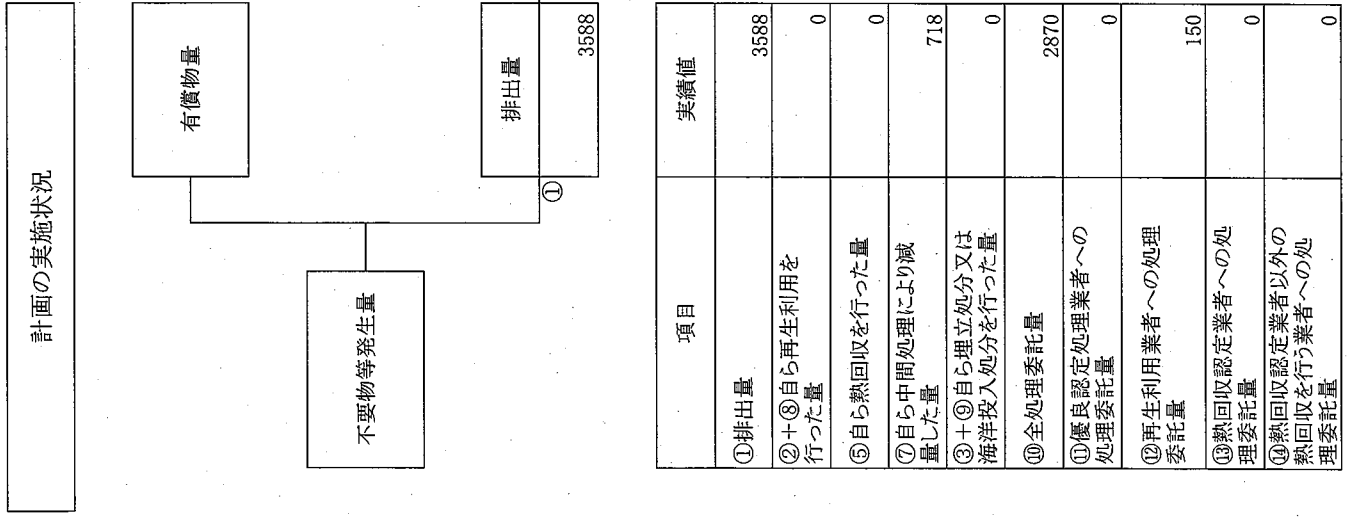 計画の実施状況
不要物等発生量
有償物量
①
排出量
3588
項目
実績値
①排出量
3588
②+⑧自ら再生利用を
行った量
0
⑤自ら熱回収を行った量
0
⑦自ら中間処理により減
量した量
718
③+⑨自ら埋立処分又は
海洋投入処分を行った量
0
⑩全処理委託量
2870
⑪優良認定処理業者への
処理委託量
0
⑫再生利用業者への処理
委託量
150
⑬熱回収認定業者への処
理委託量
0
⑭熱回収認定業者以外の
熱回収を行う業者への処
理委託量
0